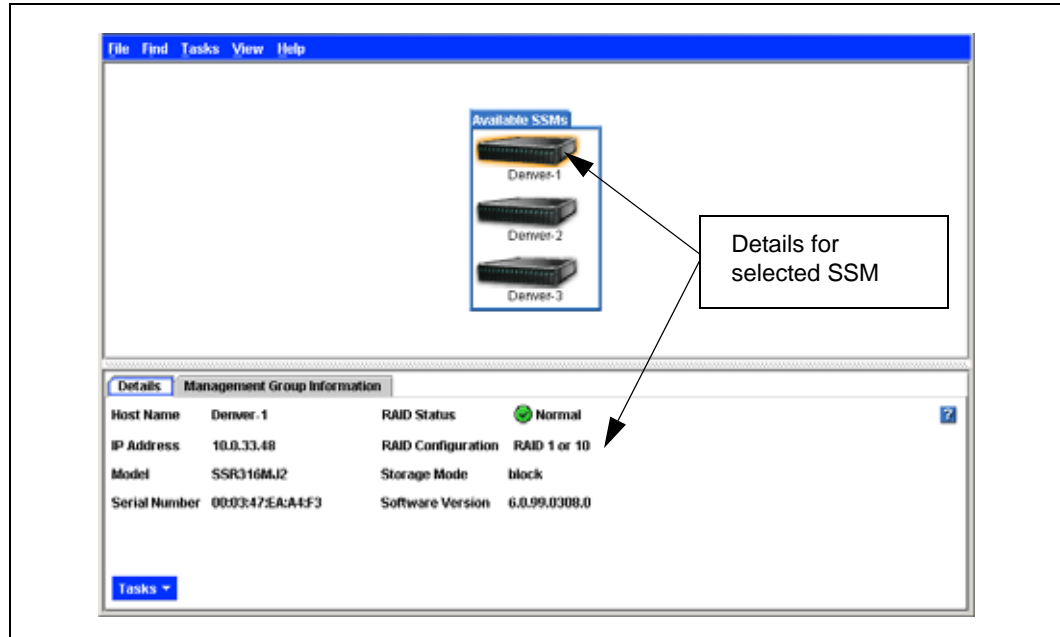 File Find Tasks View Help
Available SSMs
Denver-1
Denver-2
Denver-3
Details for
selected SSM
Details Management Group Information
Host Name Denver-1 RAID Status Normal
IP Address 10.0.33.48 RAID Configuration RAID 1 or 10
Model SSR316MJ2 Storage Mode block
Serial Number 00:03:47:EA:A4:F3 Software Version 6.0.99.0308.0
?
Tasks